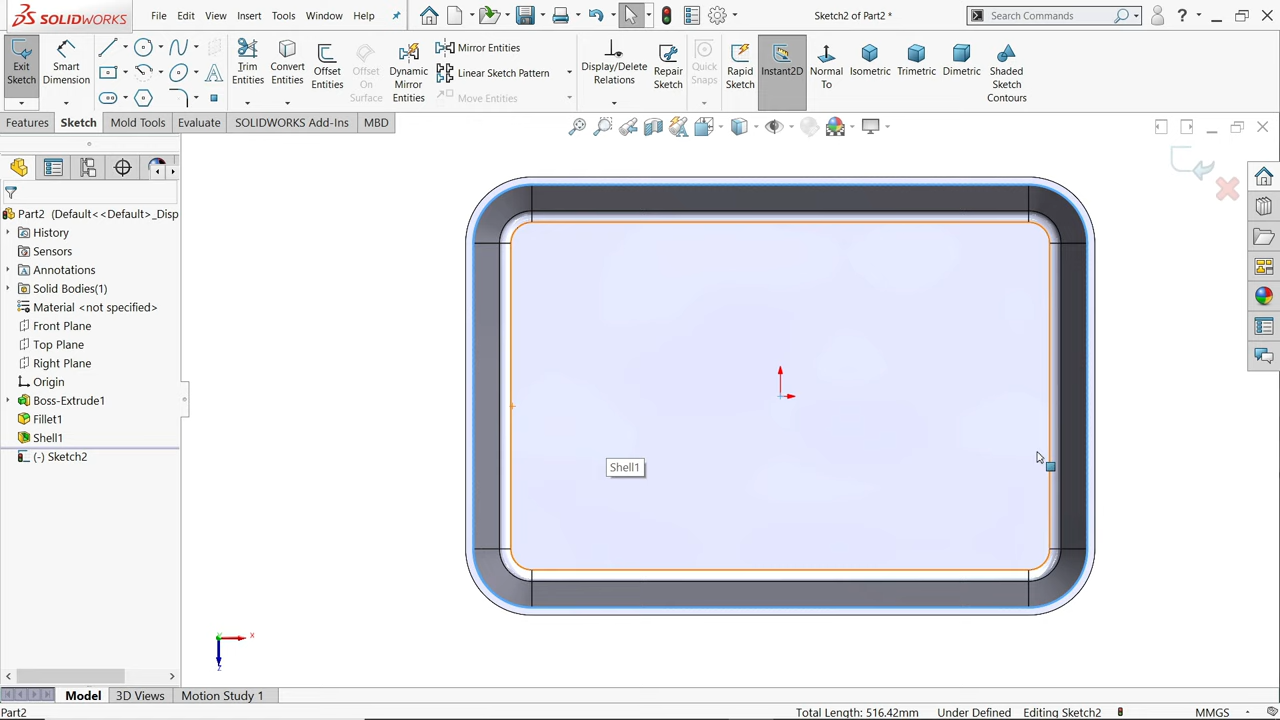 SOLIDWORKS File Edit View Insert Tools Window Help Sketch2 of Part2 * Search Commands ?
Exit Sketch
Smart Dimension
Trim Entities
Convert Entities
Offset Entities
Offset On Surface
Dynamic Mirror Entities
Mirror Entities
Linear Sketch Pattern
Move Entities
Display/Delete Relations
Repair Sketch
Quick Snaps
Rapid Sketch
Instant2D
Normal To
Isometric
Trimetric
Dimetric
Shaded Sketch Contours
Features Sketch Mold Tools Evaluate SOLIDWORKS Add-Ins MBD
Part2 (Default<<Default>_Disp
History
Sensors
Annotations
Solid Bodies(1)
Material <not specified>
Front Plane
Top Plane
Right Plane
Origin
Boss-Extrude1
Fillet1
Shell1
(-) Sketch2
Shell1
Y
X
Z
Model 3D Views Motion Study 1
Part2 Total Length: 516.42mm Under Defined Editing Sketch2 MMGS